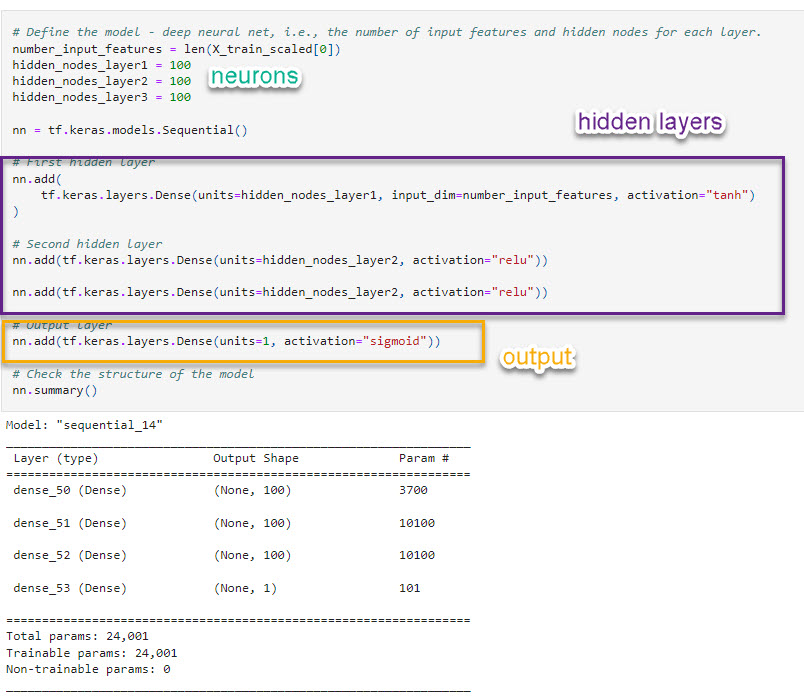 # Define the model - deep neural net, i.e., the number of input features and hidden nodes for each layer.
number_input_features = len(X_train_scaled[0])
hidden_nodes_layer1 = 100
hidden_nodes_layer2 = 100
neurons
hidden_nodes_layer3 = 100
hidden layers
nn = tf.keras.models.Sequential()
# First hidden layer
nn.add(
    tf.keras.layers.Dense(units=hidden_nodes_layer1, input_dim=number_input_features, activation="tanh")
)
# Second hidden layer
nn.add(tf.keras.layers.Dense(units=hidden_nodes_layer2, activation="relu"))
nn.add(tf.keras.layers.Dense(units=hidden_nodes_layer2, activation="relu"))
# Output layer
nn.add(tf.keras.layers.Dense(units=1, activation="sigmoid"))
output
# Check the structure of the model
nn.summary()
Model: "sequential_14"
Layer (type) Output Shape Param #
dense_50 (Dense) (None, 100) 3700
dense_51 (Dense) (None, 100) 10100
dense_52 (Dense) (None, 100) 10100
dense_53 (Dense) (None, 1) 101
Total params: 24,001
Trainable params: 24,001
Non-trainable params: 0